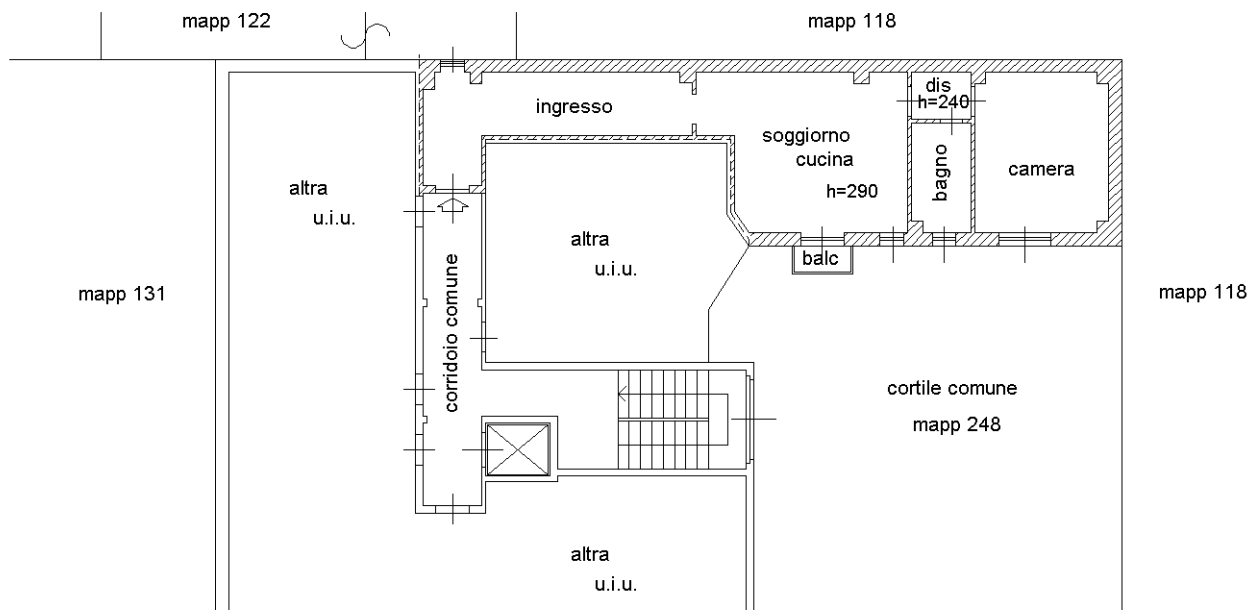 mapp 122
mapp 118
ingresso
dis
h=240
soggiorno
cucina
h=290
bagno
camera
altra
u.i.u.
altra
u.i.u.
balc
mapp 131
mapp 118
corridoio comune
cortile comune
mapp 248
altra
u.i.u.